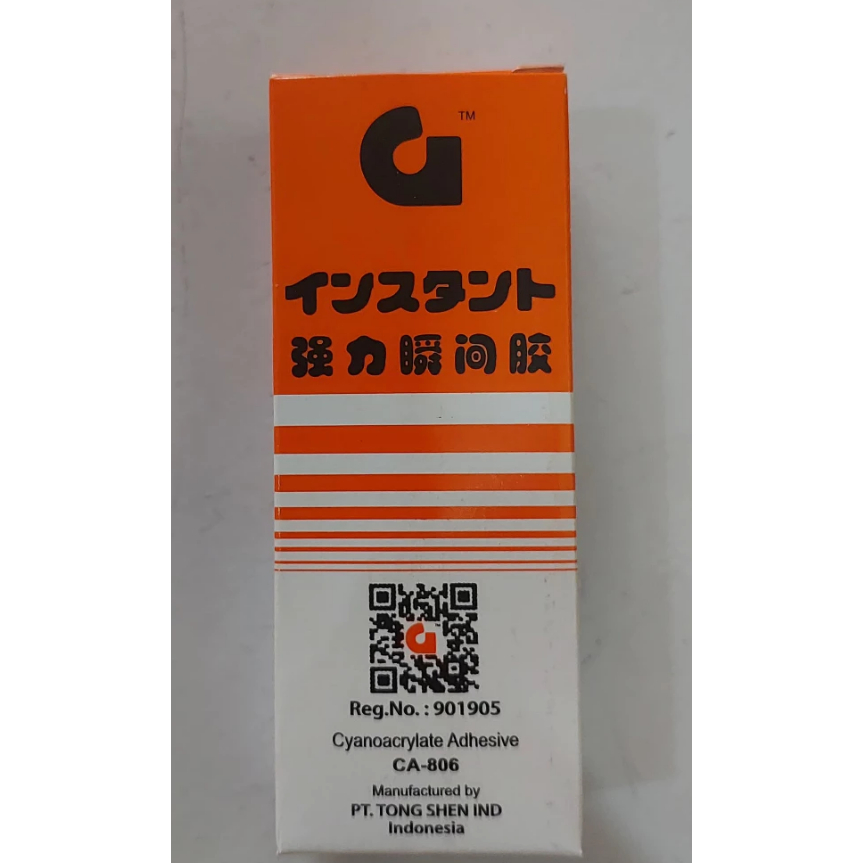 TM
インスタント
强力瞬间胶
Reg.No. : 901905
Cyanoacrylate Adhesive
CA-806
Manufactured by
PT. TONG SHEN IND
Indonesia